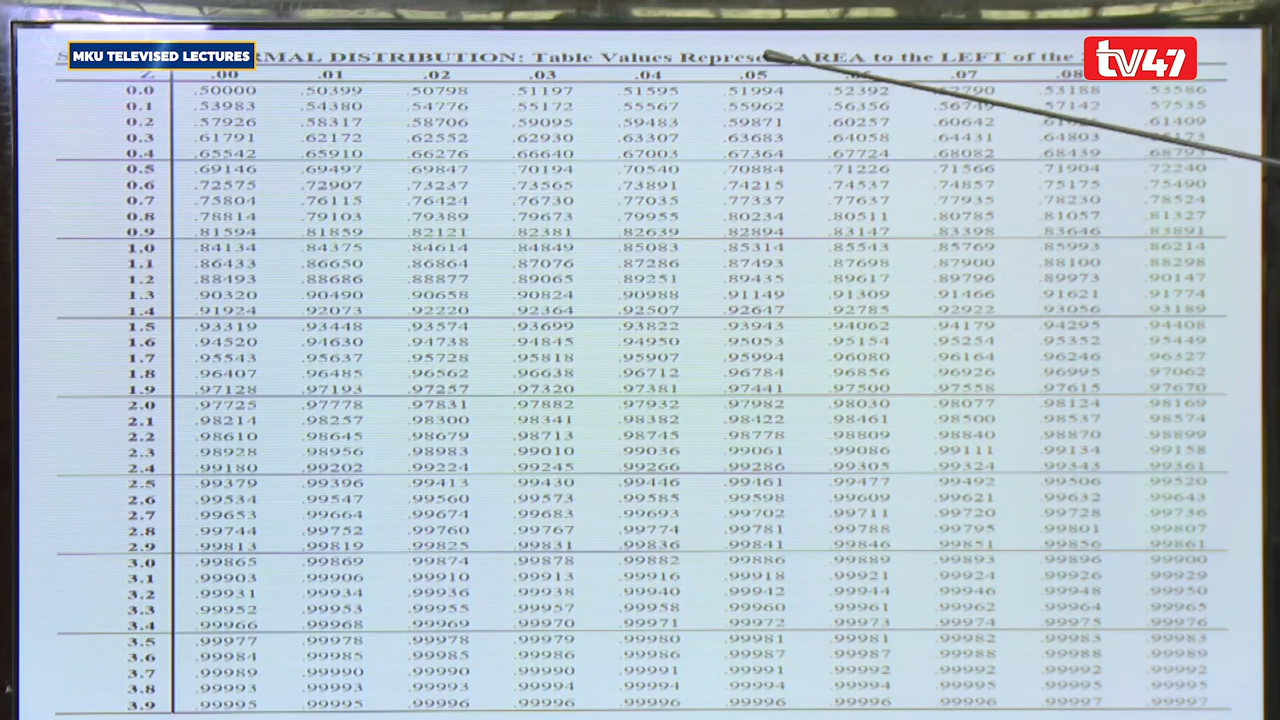 MKU TELEVISED LECTURES
tv47
RMAL DISTRIBUTION: Table Values AREA to the LEFT of the
Z .00 .01 .02 .03 .04 .05 .07 .08
0.0 .50000 .50399 .50798 .51197 .51595 .51994 .52392 .53188 .53586
0.1 .53983 .54380 .54776 .55172 .55567 .55962 .56356 .56749 .57142 .57535
0.2 .57926 .58317 .58706 .59095 .59483 .59871 .60257 .60642 .61409
0.3 .61791 .62172 .62552 .62930 .63307 .63683 .64058 .64431 .64803
0.4 .65542 .65910 .66276 .66640 .67003 .67364 .67724 .68082 .68439 .68793
0.5 .69146 .69497 .69847 .70194 .70540 .70884 .71226 .71566 .71904 .72240
0.6 .72575 .72907 .73237 .73565 .73891 .74215 .74537 .74857 .75175 .75490
0.7 .75804 .76115 .76424 .76730 .77035 .77337 .77637 .77935 .78230 .78524
0.8 .78814 .79103 .79389 .79673 .79955 .80234 .80511 .80785 .81057 .81327
0.9 .81594 .81859 .82121 .82381 .82639 .82894 .83147 .83398 .83646 .83891
1.0 .84134 .84375 .84614 .84849 .85083 .85314 .85543 .85769 .85993 .86214
1.1 .86433 .86650 .86864 .87076 .87286 .87493 .87698 .87900 .88100 .88298
1.2 .88493 .88686 .88877 .89065 .89251 .89435 .89617 .89796 .89973 .90147
1.3 .90320 .90490 .90658 .90824 .90988 .91149 .91309 .91466 .91621 .91774
1.4 .91924 .92073 .92220 .92364 .92507 .92647 .92785 .92922 .93056 .93189
1.5 .93319 .93448 .93574 .93699 .93822 .93943 .94062 .94179 .94295 .94408
1.6 .94520 .94630 .94738 .94845 .94950 .95053 .95154 .95254 .95352 .95449
1.7 .95543 .95637 .95728 .95818 .95907 .95994 .96080 .96164 .96246 .96327
1.8 .96407 .96485 .96562 .96638 .96712 .96784 .96856 .96926 .96995 .97062
1.9 .97128 .97193 .97257 .97320 .97381 .97441 .97500 .97558 .97615 .97670
2.0 .97725 .97778 .97831 .97882 .97932 .97982 .98030 .98077 .98124 .98169
2.1 .98214 .98257 .98300 .98341 .98382 .98422 .98461 .98500 .98537 .98574
2.2 .98610 .98645 .98679 .98713 .98745 .98778 .98809 .98840 .98870 .98899
2.3 .98928 .98956 .98983 .99010 .99036 .99061 .99086 .99111 .99134 .99158
2.4 .99180 .99202 .99224 .99245 .99266 .99286 .99305 .99324 .99343 .99361
2.5 .99379 .99396 .99413 .99430 .99446 .99461 .99477 .99492 .99506 .99520
2.6 .99534 .99547 .99560 .99573 .99585 .99598 .99609 .99621 .99632 .99643
2.7 .99653 .99664 .99674 .99683 .99693 .99702 .99711 .99720 .99728 .99736
2.8 .99744 .99752 .99760 .99767 .99774 .99781 .99788 .99795 .99801 .99807
2.9 .99813 .99819 .99825 .99831 .99836 .99841 .99846 .99851 .99856 .99861
3.0 .99865 .99869 .99874 .99878 .99882 .99886 .99889 .99893 .99896 .99900
3.1 .99903 .99906 .99910 .99913 .99916 .99918 .99921 .99924 .99926 .99929
3.2 .99931 .99934 .99936 .99938 .99940 .99942 .99944 .99946 .99948 .99950
3.3 .99952 .99953 .99955 .99957 .99958 .99960 .99961 .99962 .99964 .99965
3.4 .99966 .99968 .99969 .99970 .99971 .99972 .99973 .99974 .99975 .99976
3.5 .99977 .99978 .99978 .99979 .99980 .99981 .99981 .99982 .99983 .99983
3.6 .99984 .99985 .99985 .99986 .99986 .99987 .99987 .99988 .99988 .99989
3.7 .99989 .99990 .99990 .99990 .99991 .99991 .99992 .99992 .99992 .99992
3.8 .99993 .99993 .99993 .99994 .99994 .99994 .99994 .99995 .99995 .99995
3.9 .99995 .99995 .99996 .99996 .99996 .99996 .99996 .99996 .99997 .99997